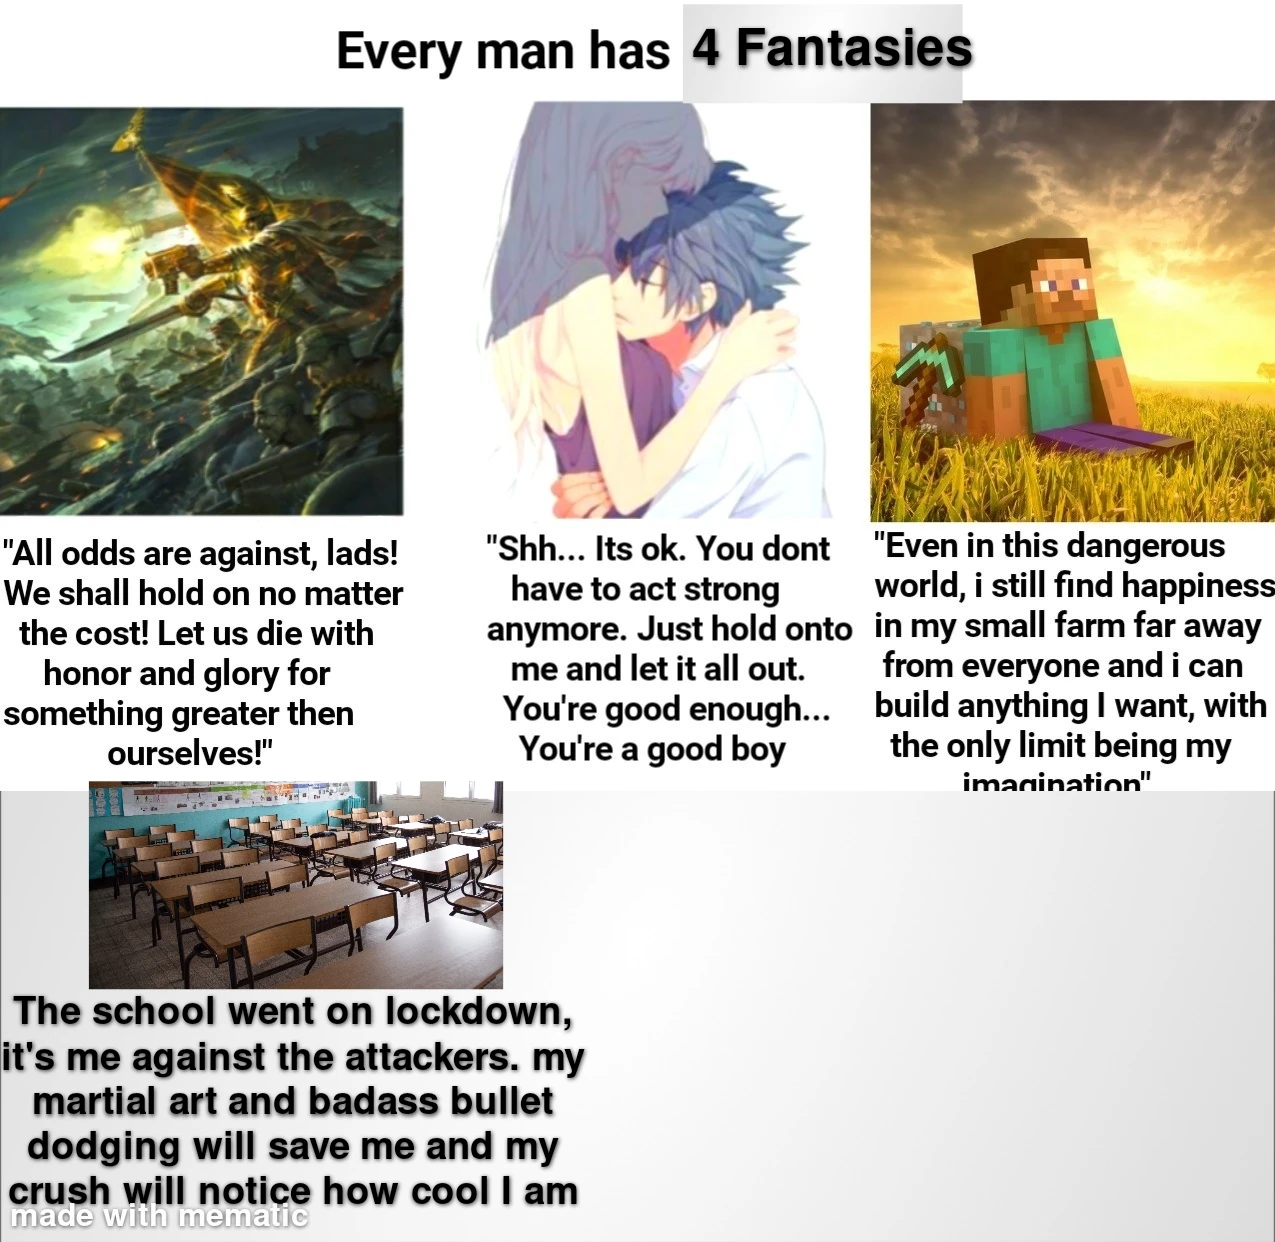 Every man has 4 Fantasies
"All odds are against, lads!
We shall hold on no matter
the cost! Let us die with
honor and glory for
something greater then
ourselves!"
"Shh... Its ok. You dont
have to act strong
anymore. Just hold onto
me and let it all out.
You're good enough...
You're a good boy
"Even in this dangerous
world, i still find happiness
in my small farm far away
from everyone and i can
build anything I want, with
the only limit being my
imagination"
The school went on lockdown,
it's me against the attackers. my
martial art and badass bullet
dodging will save me and my
crush will notice how cool I am
made with mematic